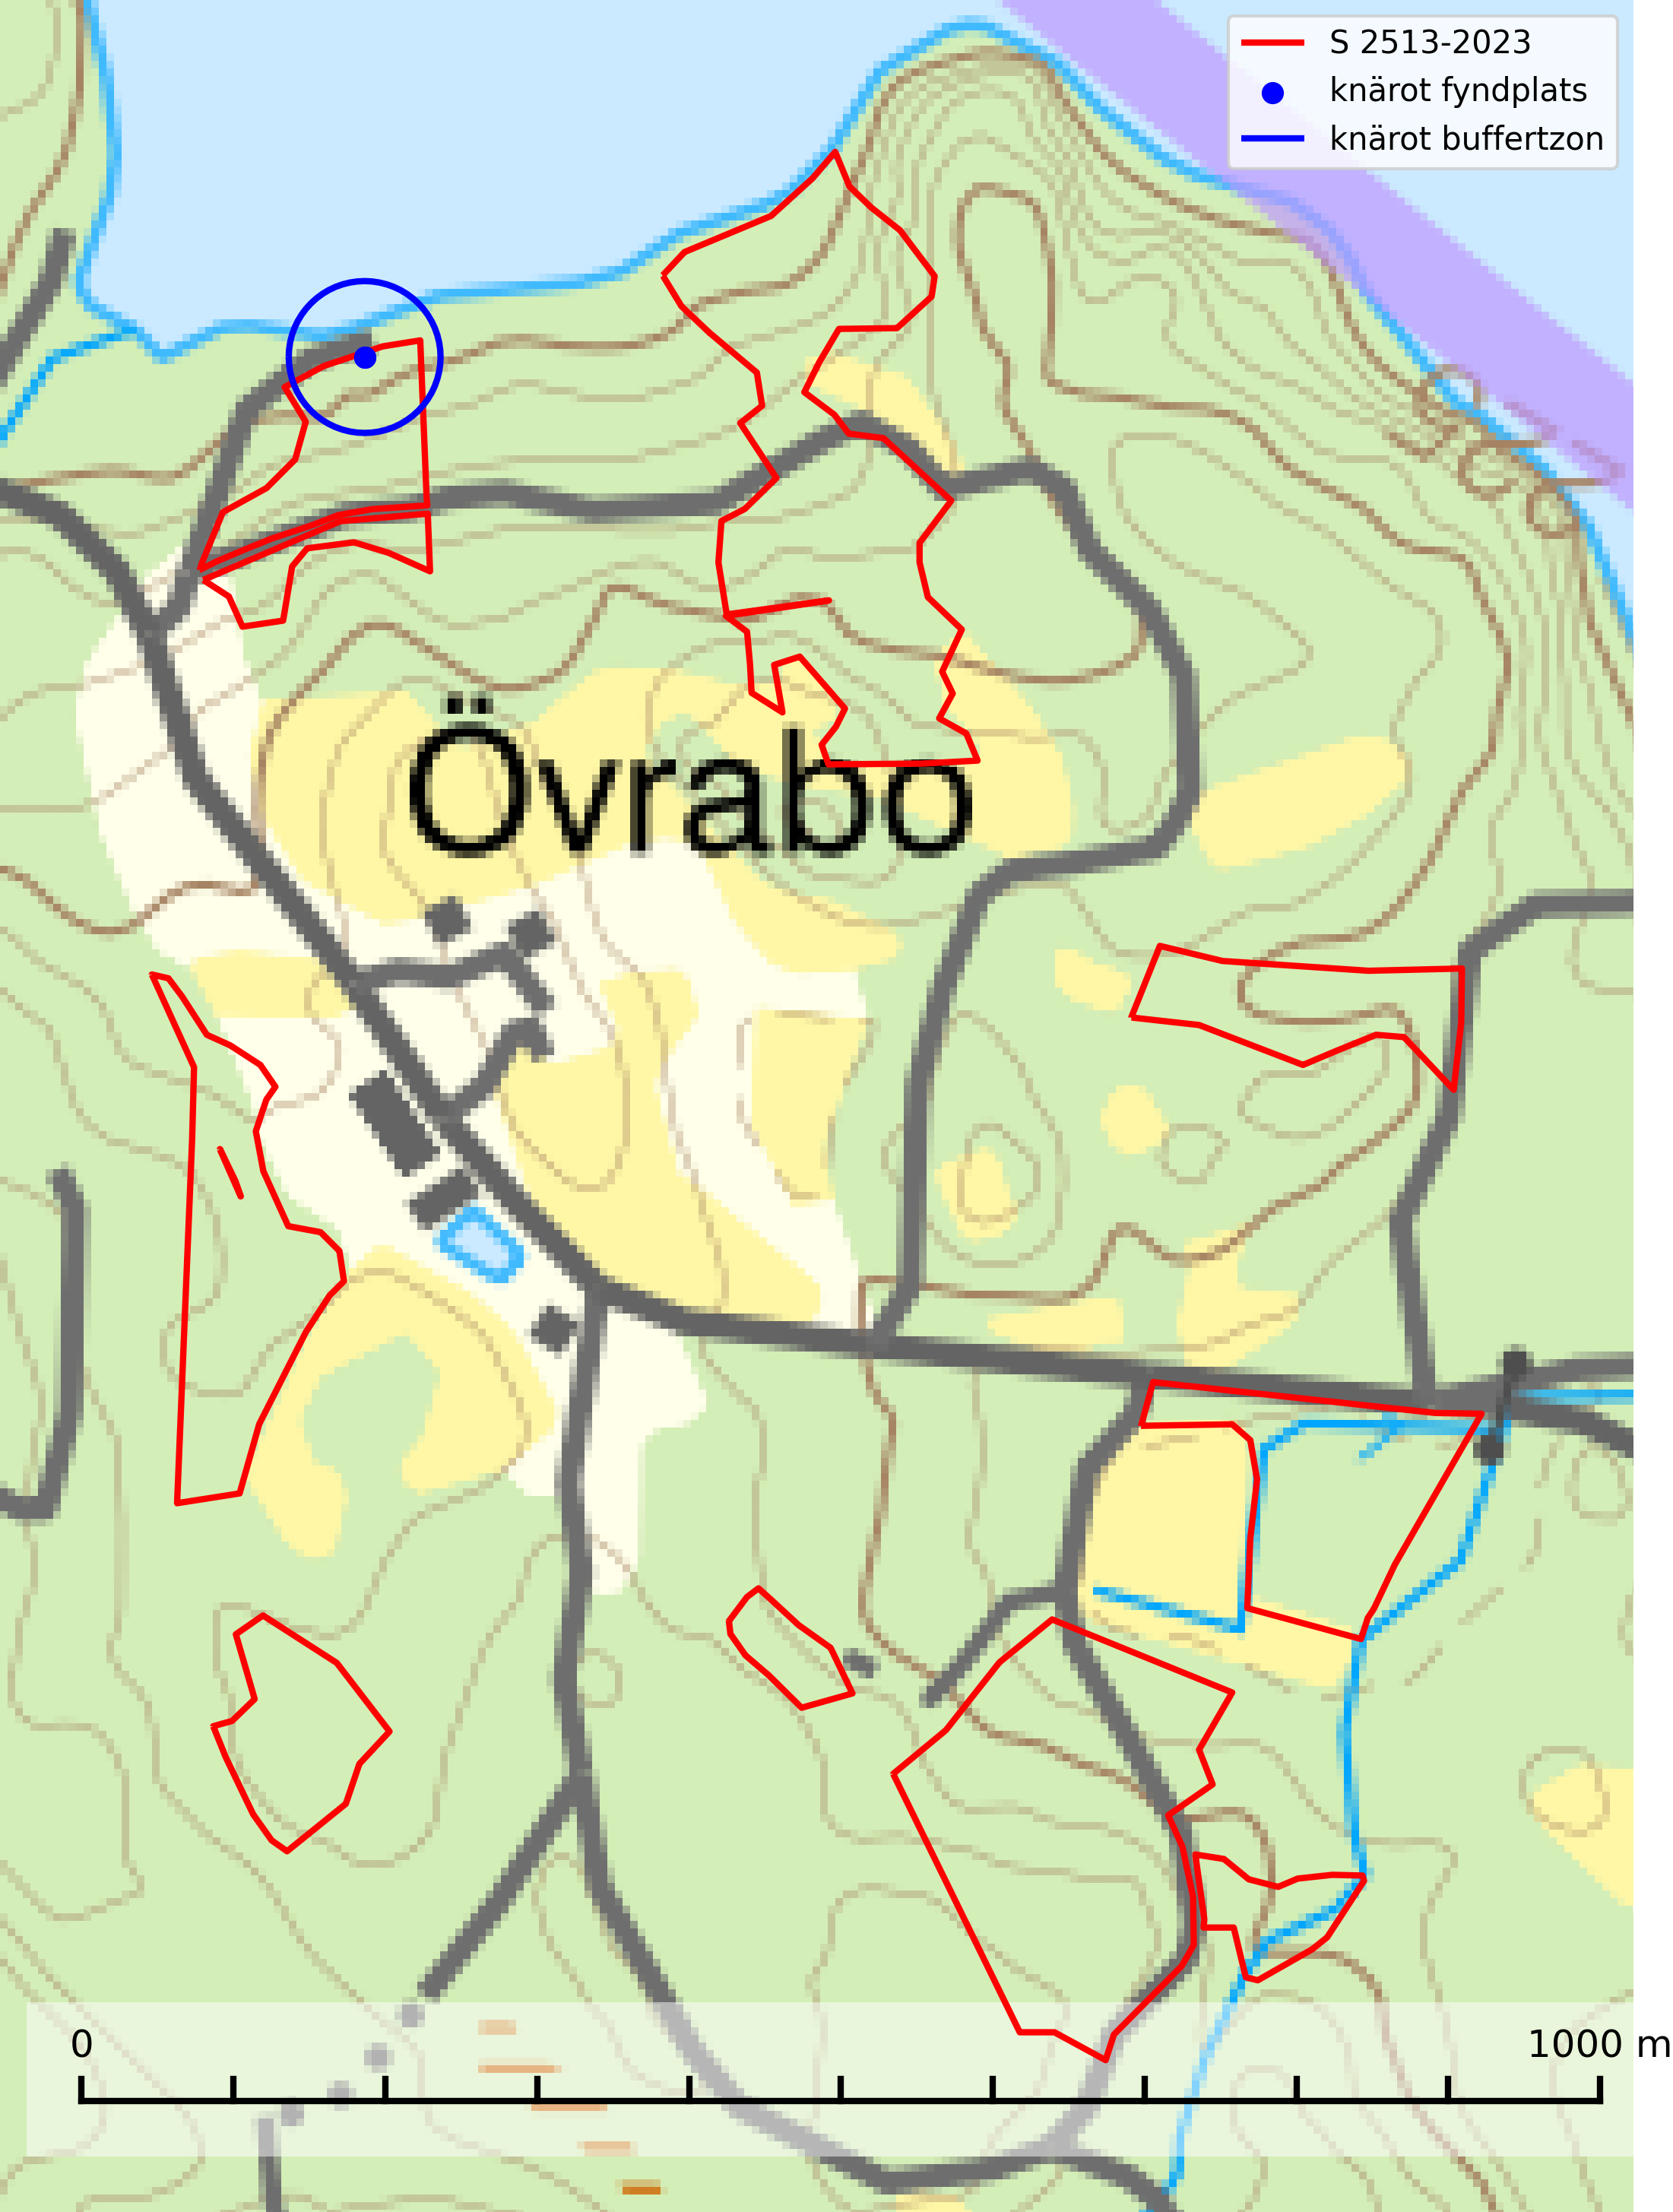 S 2513-2023
knärot fyndplats
knärot buffertzon
Övrabo
0 1000 m